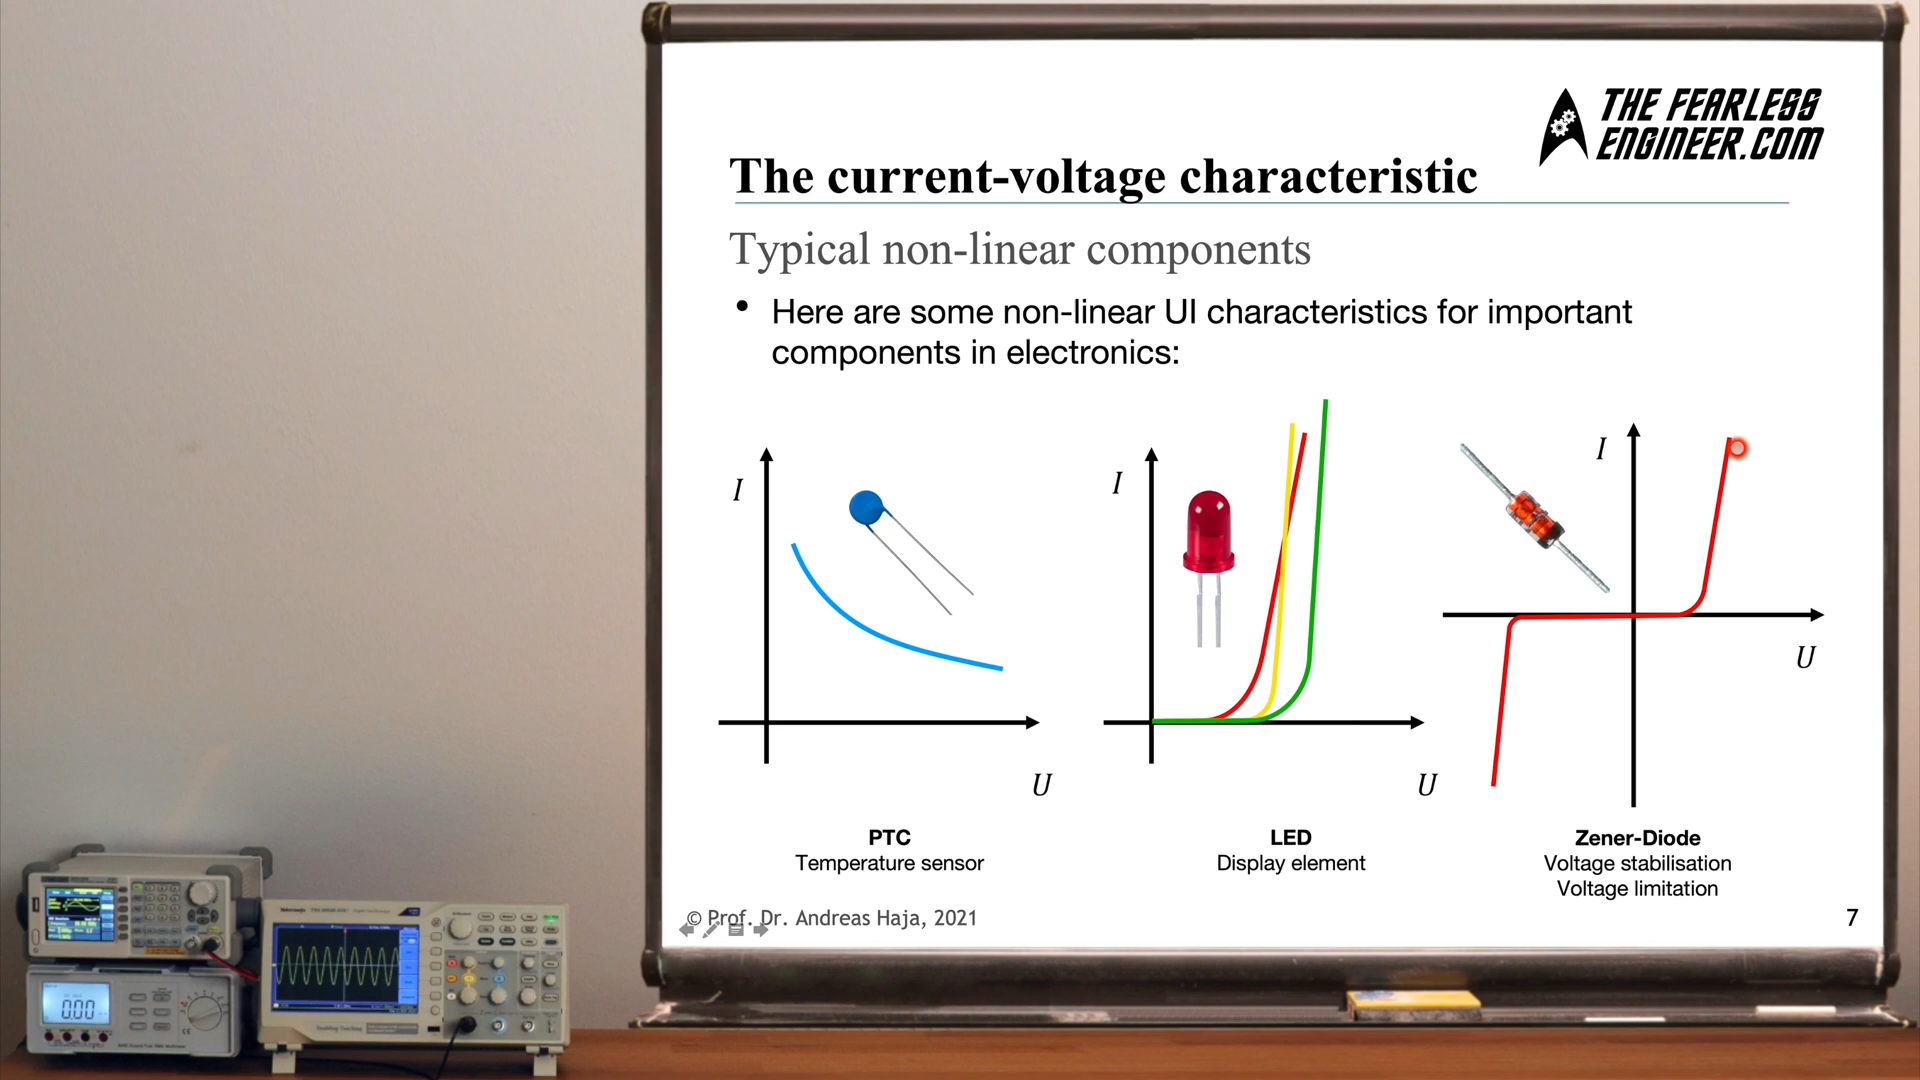 THE FEARLESS
ENGINEER.COM
The current-voltage characteristic
Typical non-linear components
• Here are some non-linear UI characteristics for important
components in electronics:
I
U
I
U
I
U
PTC
Temperature sensor
LED
Display element
Zener-Diode
Voltage stabilisation
Voltage limitation
© Prof. Dr. Andreas Haja, 2021
7
Tektronix
0.00